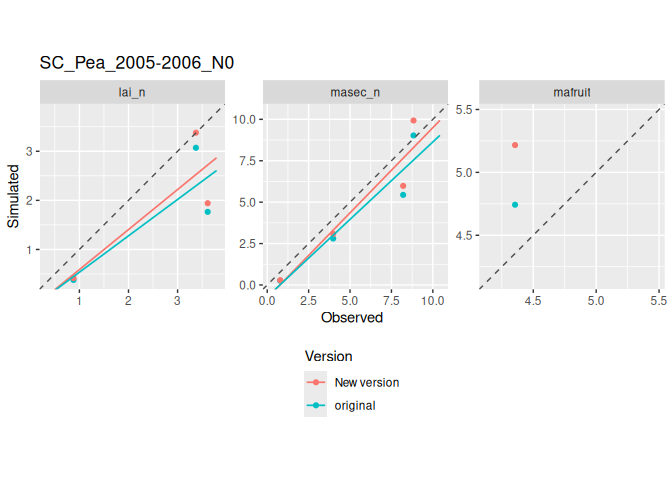 SC_Pea_2005-2006_N0
lai_n
masec_n
mafruit
Simulated
3
2
1
10.0
7.5
5.0
2.5
0.0
5.5
5.0
4.5
1 2 3
0.0 2.5 5.0 7.5 10.0
4.5 5.0 5.5
Observed
Version
New version
original